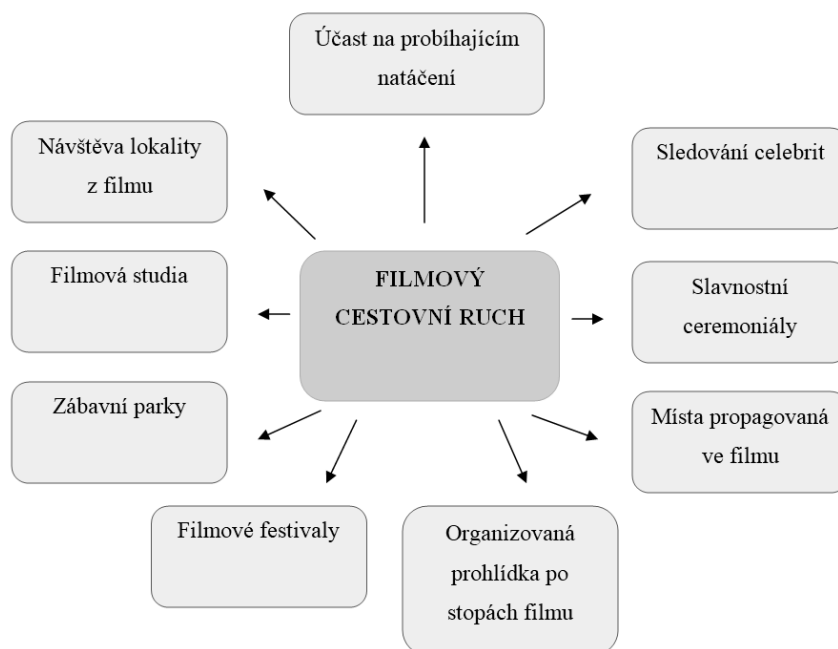 Účast na probíhajícím
natáčení
Návštěva lokality
z filmu
Sledování celebrit
Filmová studia
FILMOVÝ
CESTOVNÍ RUCH
Slavnostní
ceremoniály
Zábavní parky
Místa propagovaná
ve filmu
Filmové festivaly
Organizovaná
prohlídka po
stopách filmu